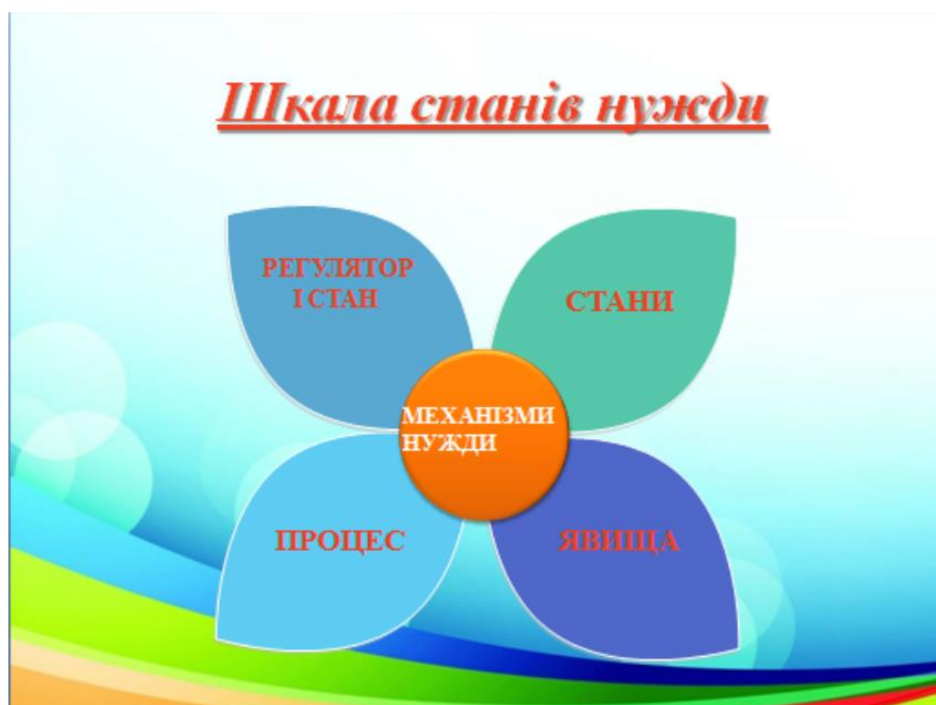 Шкала станів нужди
РЕГУЛЯТОР
І СТАН
СТАНИ
МЕХАНІЗМИ
НУЖДИ
ПРОЦЕС
ЯВИЩА